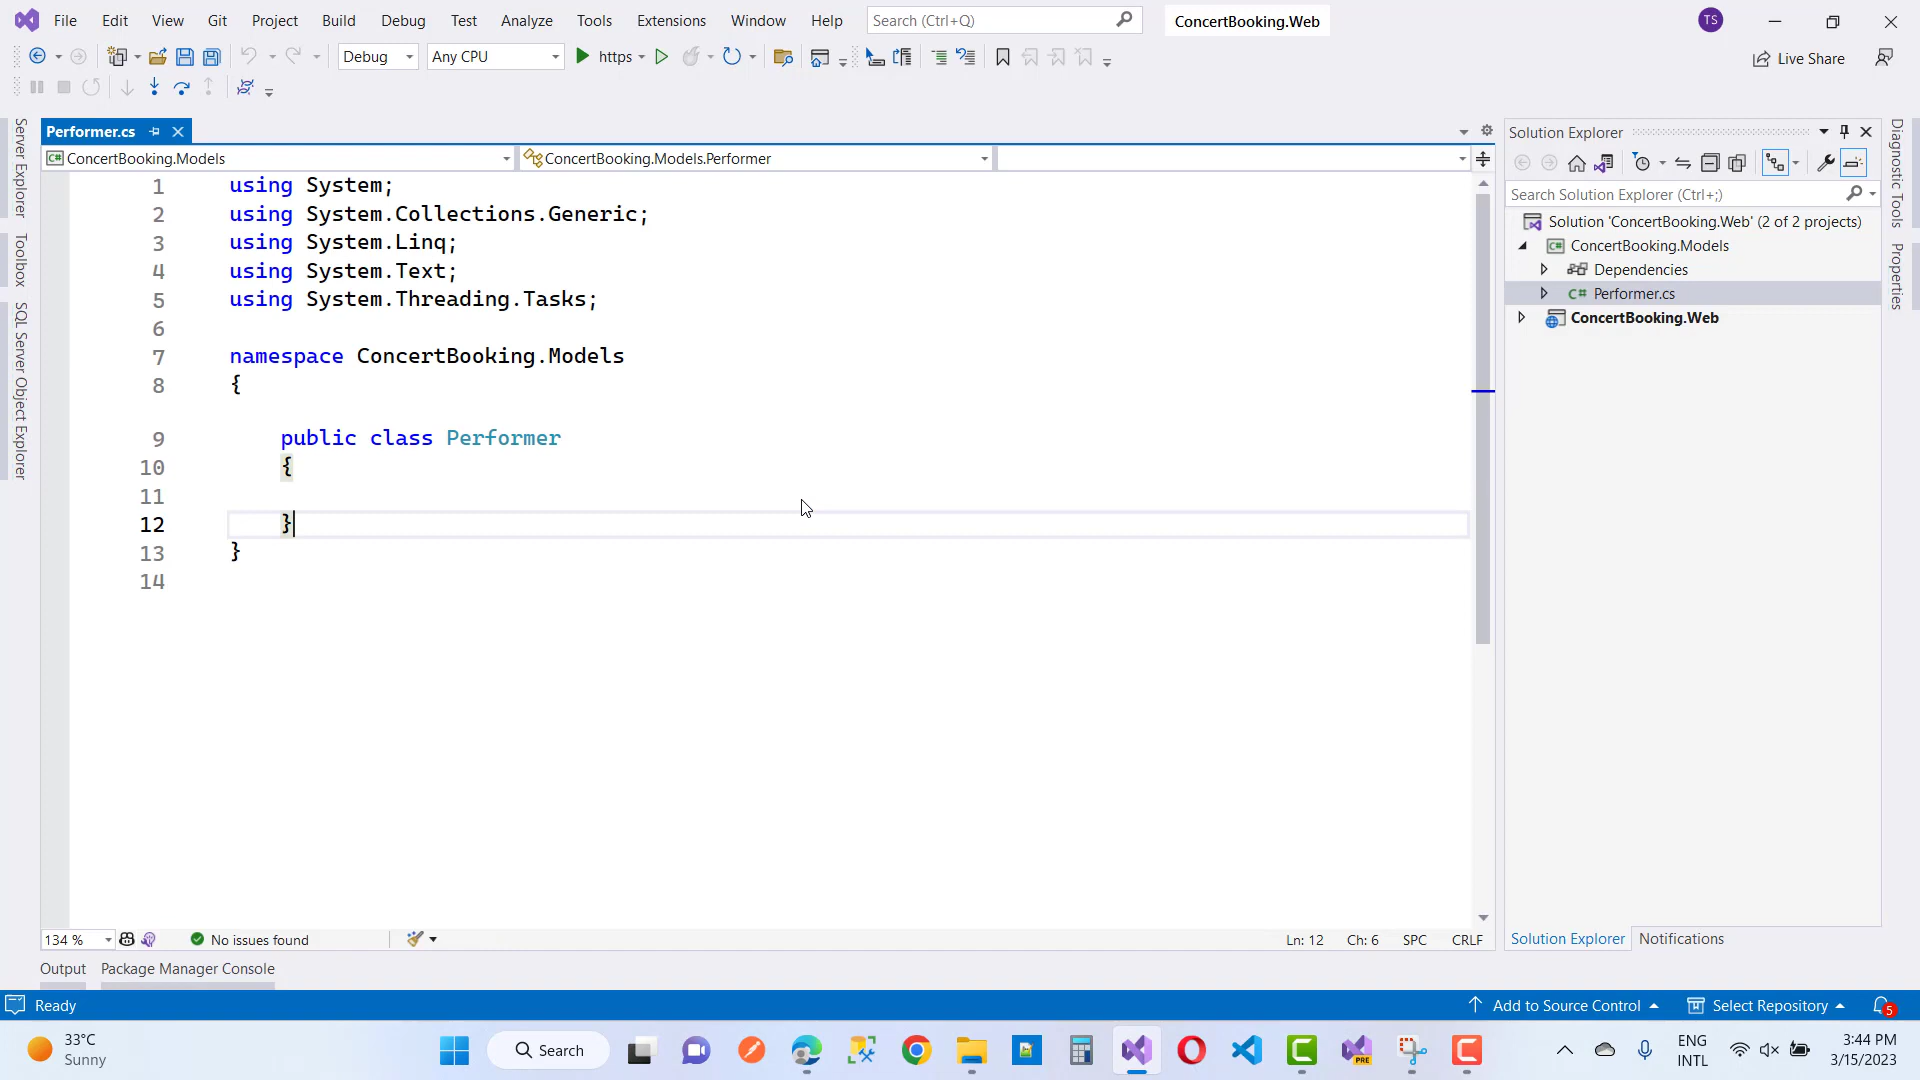 File Edit View Git Project Build Debug Test Analyze Tools Extensions Window Help Search (Ctrl+Q) ConcertBooking.Web TS
Debug Any CPU https Live Share
Performer.cs
ConcertBooking.Models ConcertBooking.Models.Performer
Server Explorer
Toolbox
SQL Server Object Explorer
1 using System;
2 using System.Collections.Generic;
3 using System.Linq;
4 using System.Text;
5 using System.Threading.Tasks;
6
7 namespace ConcertBooking.Models
8 {
9 public class Performer
10 {
11
12 }
13 }
14
134 % No issues found Ln: 12 Ch: 6 SPC CRLF
Solution Explorer
Search Solution Explorer (Ctrl+;)
Solution 'ConcertBooking.Web' (2 of 2 projects)
C# ConcertBooking.Models
Dependencies
C# Performer.cs
ConcertBooking.Web
Solution Explorer Notifications
Diagnostic Tools
Properties
Output Package Manager Console
Ready Add to Source Control Select Repository 5
33°C
Sunny
Search
PRE
ENG
INTL
3:44 PM
3/15/2023